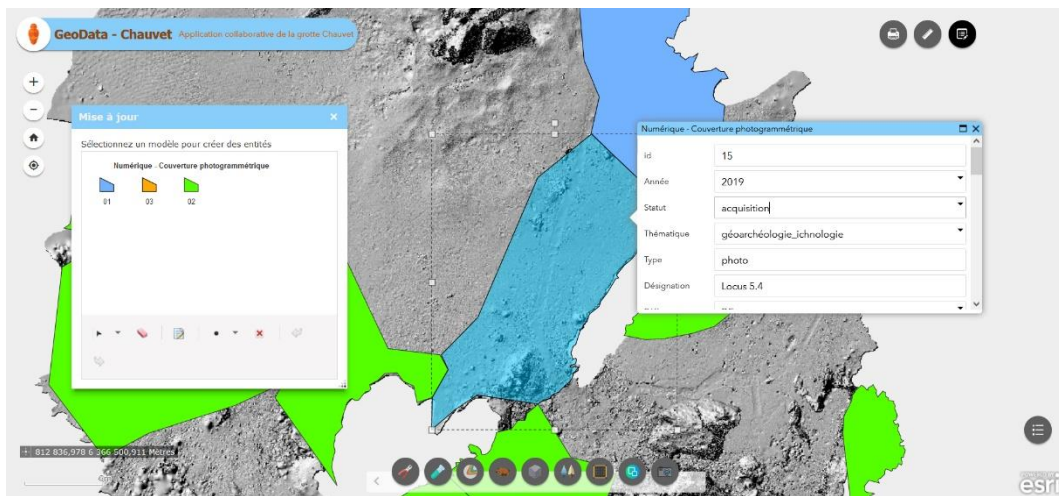 GeoData - Chauvet Application collaborative de la grotte Chauvet
+
−
Mise à jour ×
Sélectionnez un modèle pour créer des entités
Numérique - Couverture photogrammétrique
01 03 02
Numérique - Couverture photogrammétrique
id 15
Année 2019
Statut acquisition
Thématique géoarchéologie_ichnologie
Type photo
Désignation Locus 5.4
812 836,978 6 366 500,911 Mètres
esri